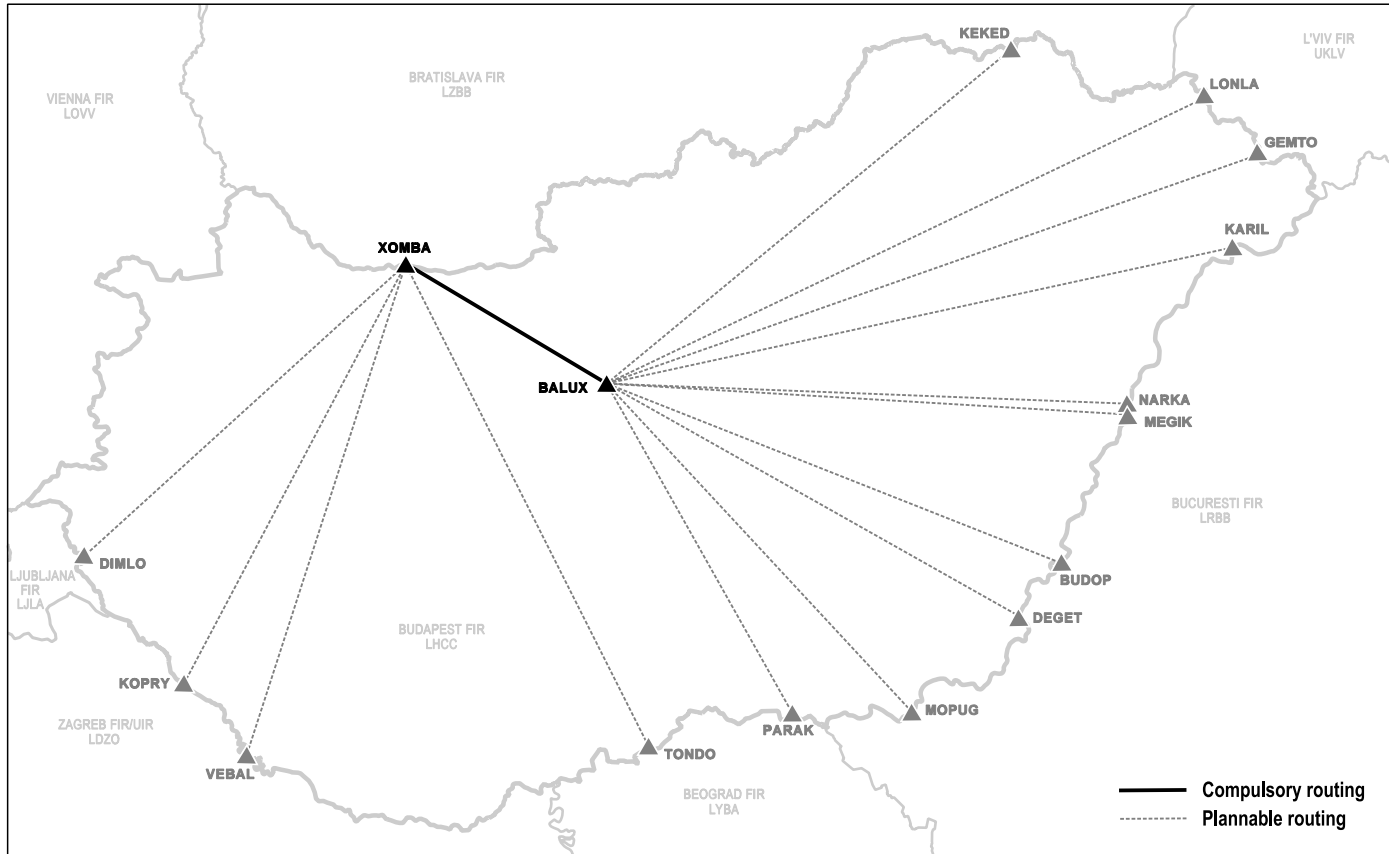 KEKED
L'VIV FIR
UKLV
BRATISLAVA FIR
LZBB
VIENNA FIR
LOVV
LONLA
GEMTO
KARIL
XOMBA
BALUX
NARKA
MEGIK
BUCURESTI FIR
LRBB
DIMLO
LJUBLJANA
FIR
LJLA
BUDOP
DEGET
BUDAPEST FIR
LHCC
KOPRY
MOPUG
PARAK
ZAGREB FIR/UIR
LDZO
TONDO
VEBAL
BEOGRAD FIR
LYBA
Compulsory routing
Plannable routing